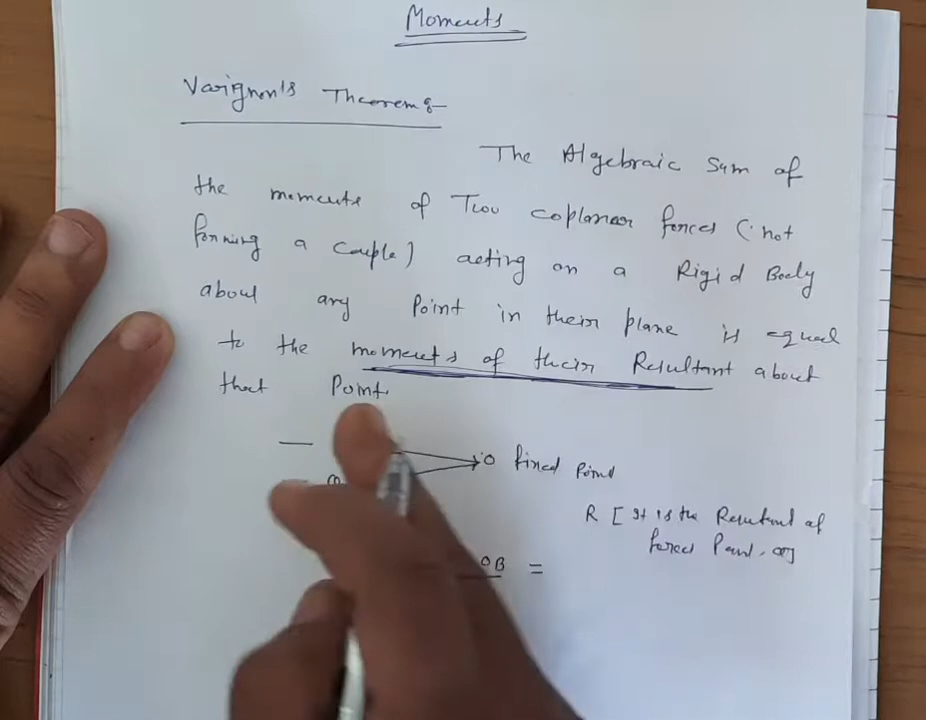 Moments
Varignon's Theorem :-
The Algebraic Sum of
the moments of Two coplanar forces (not
forming a couple) acting on a Rigid Body
about any Point in their plane is equal
to the moments of their Resultant about
that Point.
O fixed Point
R [ It is the Resultant of
forces P and
OB =